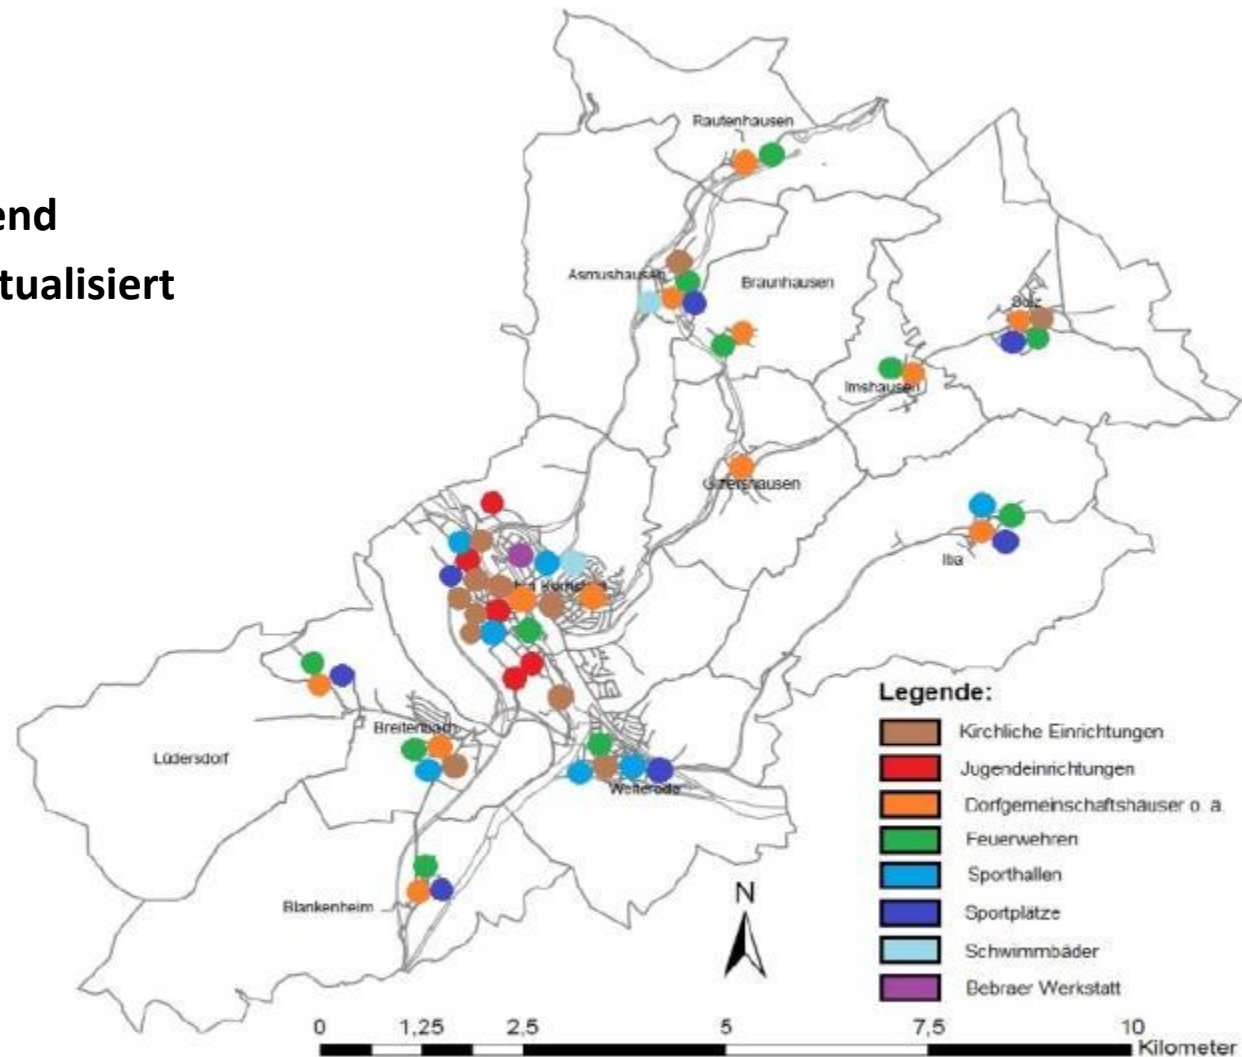 end
tualisiert
Rautenhausen
Asmushausen
Braunhausen
Solz
Imshausen
Gilfershausen
Iba
Breitenbach
Lüdersdorf
Weiterode
Blankenheim
Legende:
Kirchliche Einrichtungen
Jugendeinrichtungen
Dorfgemeinschaftshäuser o. ä.
Feuerwehren
Sporthallen
Sportplätze
Schwimmbäder
Bebraer Werkstatt
N
0 1,25 2,5 5 7,5 10
Kilometer